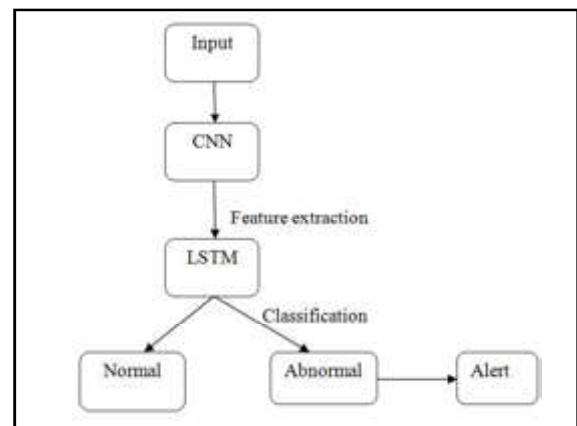 Input
CNN
Feature extraction
LSTM
Classification
Normal
Abnormal
Alert